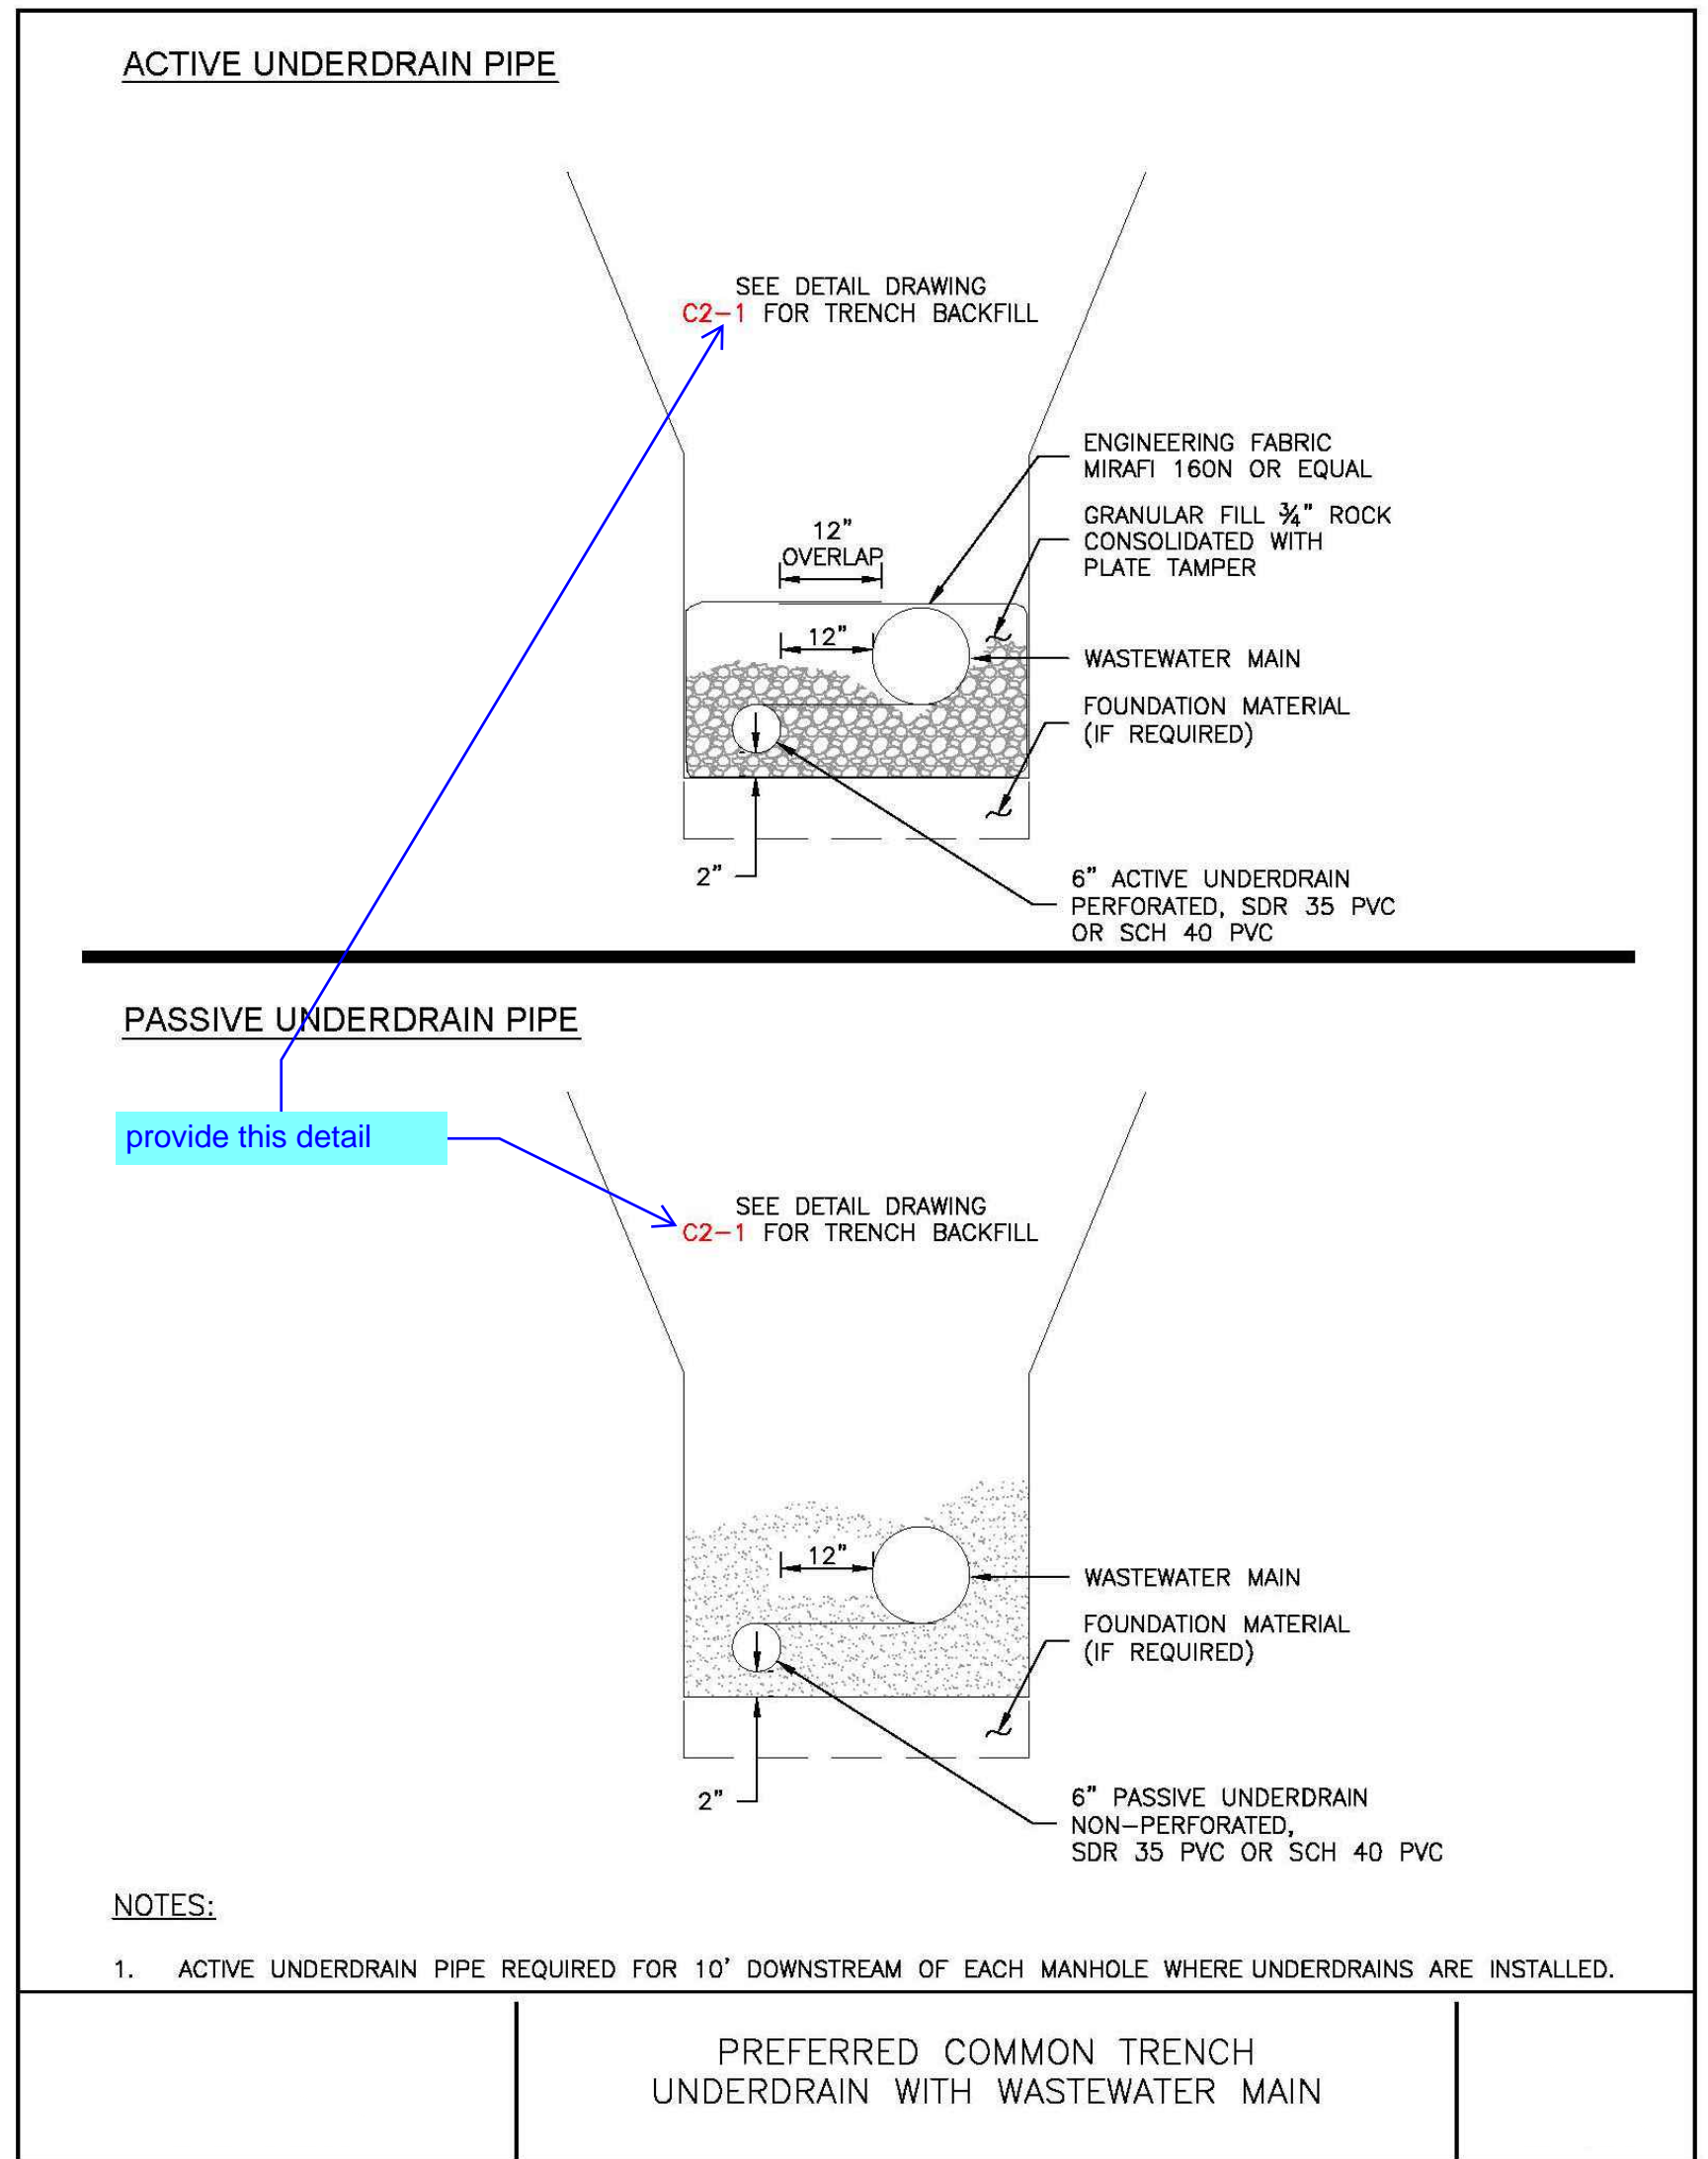 ACTIVE UNDERDRAIN PIPE
SEE DETAIL DRAWING
C2-1 FOR TRENCH BACKFILL
ENGINEERING FABRIC
MIRAFI 160N OR EQUAL
GRANULAR FILL ¾" ROCK
CONSOLIDATED WITH
PLATE TAMPER
12"
OVERLAP
12"
WASTEWATER MAIN
FOUNDATION MATERIAL
(IF REQUIRED)
2"
6" ACTIVE UNDERDRAIN
PERFORATED, SDR 35 PVC
OR SCH 40 PVC
PASSIVE UNDERDRAIN PIPE
provide this detail
SEE DETAIL DRAWING
C2-1 FOR TRENCH BACKFILL
12"
WASTEWATER MAIN
FOUNDATION MATERIAL
(IF REQUIRED)
2"
6" PASSIVE UNDERDRAIN
NON-PERFORATED,
SDR 35 PVC OR SCH 40 PVC
NOTES:
1. ACTIVE UNDERDRAIN PIPE REQUIRED FOR 10' DOWNSTREAM OF EACH MANHOLE WHERE UNDERDRAINS ARE INSTALLED.
PREFERRED COMMON TRENCH
UNDERDRAIN WITH WASTEWATER MAIN